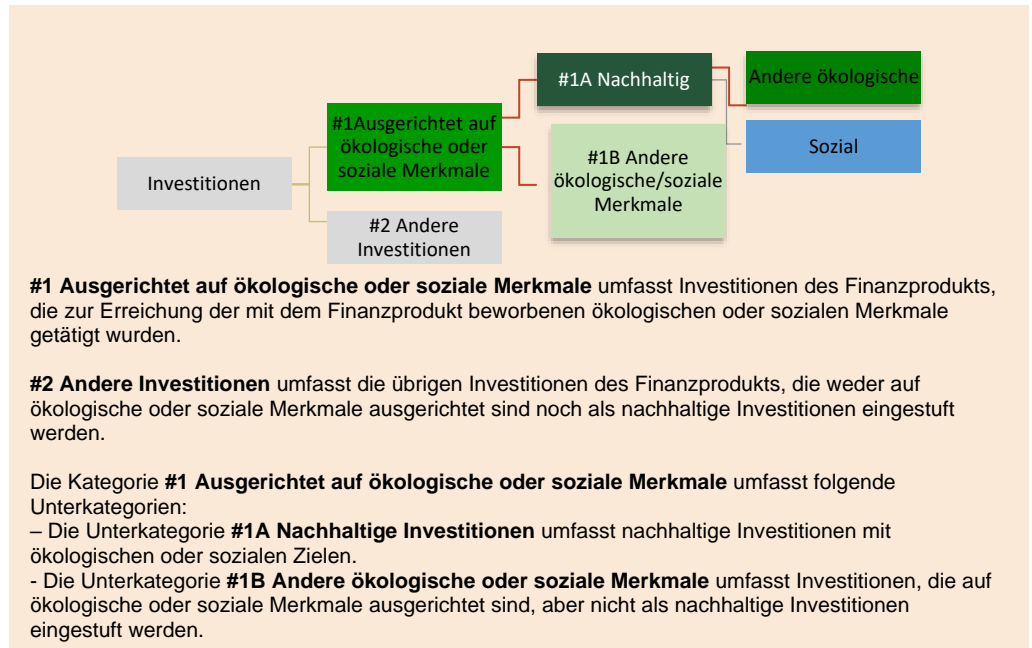 #1A Nachhaltig
Andere ökologische
#1Ausgerichtet auf
ökologische oder
soziale Merkmale
#1B Andere
ökologische/soziale
Merkmale
Sozial
Investitionen
#2 Andere
Investitionen
#1 Ausgerichtet auf ökologische oder soziale Merkmale umfasst Investitionen des Finanzprodukts,
die zur Erreichung der mit dem Finanzprodukt beworbenen ökologischen oder sozialen Merkmale
getätigt wurden.
#2 Andere Investitionen umfasst die übrigen Investitionen des Finanzprodukts, die weder auf
ökologische oder soziale Merkmale ausgerichtet sind noch als nachhaltige Investitionen eingestuft
werden.
Die Kategorie #1 Ausgerichtet auf ökologische oder soziale Merkmale umfasst folgende
Unterkategorien:
– Die Unterkategorie #1A Nachhaltige Investitionen umfasst nachhaltige Investitionen mit
ökologischen oder sozialen Zielen.
- Die Unterkategorie #1B Andere ökologische oder soziale Merkmale umfasst Investitionen, die auf
ökologische oder soziale Merkmale ausgerichtet sind, aber nicht als nachhaltige Investitionen
eingestuft werden.